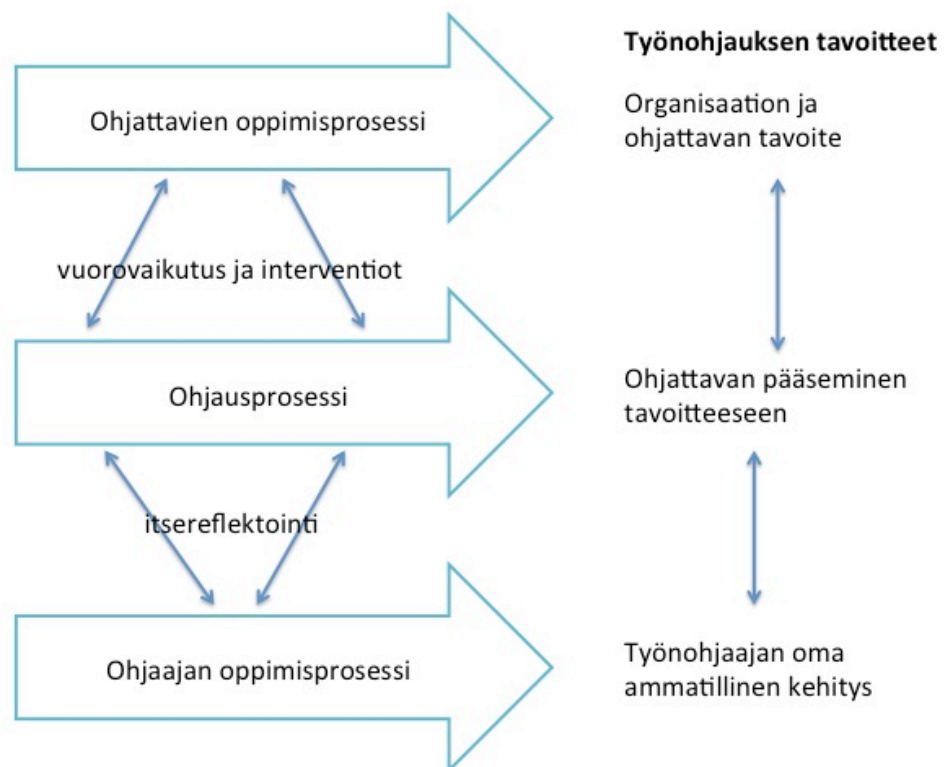 Työnohjauksen tavoitteet
Ohjattavien oppimisprosessi
Organisaation ja
ohjattavan tavoite
vuorovaikutus ja interventiot
Ohjausprosessi
Ohjattavan pääseminen
tavoitteeseen
itsereflektointi
Ohjaajan oppimisprosessi
Työnohjaajan oma
ammatillinen kehitys